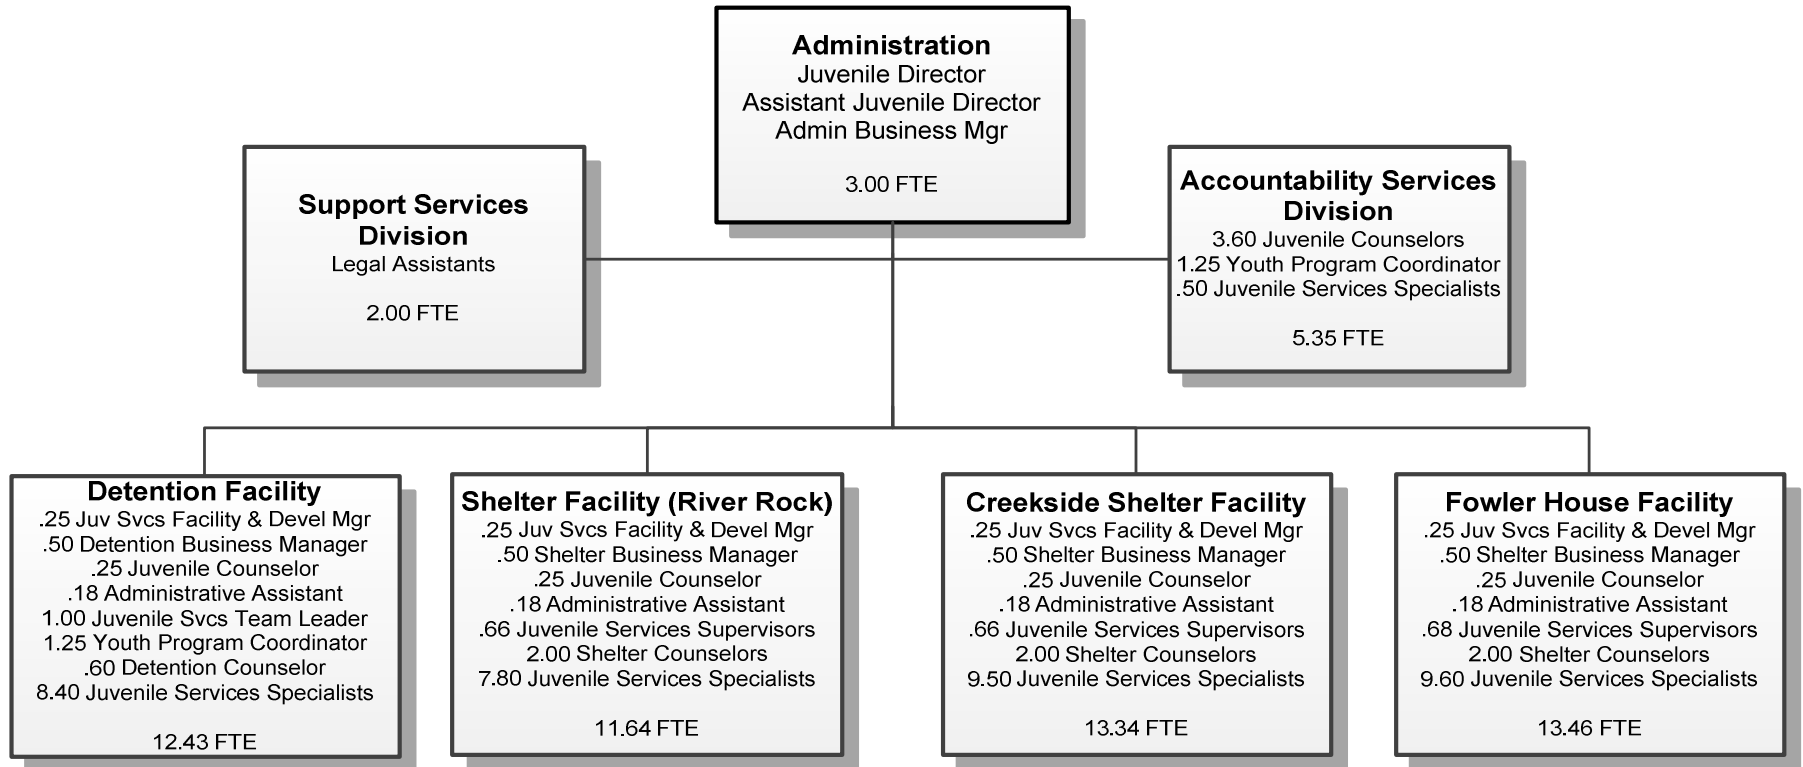 Administration
Juvenile Director
Assistant Juvenile Director
Admin Business Mgr
3.00 FTE
Support Services
Division
Legal Assistants
2.00 FTE
Accountability Services
Division
3.60 Juvenile Counselors
1.25 Youth Program Coordinator
.50 Juvenile Services Specialists
5.35 FTE
Detention Facility
.25 Juv Svcs Facility & Devel Mgr
.50 Detention Business Manager
.25 Juvenile Counselor
.18 Administrative Assistant
1.00 Juvenile Svcs Team Leader
1.25 Youth Program Coordinator
.60 Detention Counselor
8.40 Juvenile Services Specialists
12.43 FTE
Shelter Facility (River Rock)
.25 Juv Svcs Facility & Devel Mgr
.50 Shelter Business Manager
.25 Juvenile Counselor
.18 Administrative Assistant
.66 Juvenile Services Supervisors
2.00 Shelter Counselors
7.80 Juvenile Services Specialists
11.64 FTE
Creekside Shelter Facility
.25 Juv Svcs Facility & Devel Mgr
.50 Shelter Business Manager
.25 Juvenile Counselor
.18 Administrative Assistant
.66 Juvenile Services Supervisors
2.00 Shelter Counselors
9.50 Juvenile Services Specialists
13.34 FTE
Fowler House Facility
.25 Juv Svcs Facility & Devel Mgr
.50 Shelter Business Manager
.25 Juvenile Counselor
.18 Administrative Assistant
.68 Juvenile Services Supervisors
2.00 Shelter Counselors
9.60 Juvenile Services Specialists
13.46 FTE